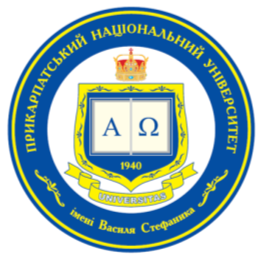 ПРИКАРПАТСЬКИЙ НАЦІОНАЛЬНИЙ УНІВЕРСИТЕТ
Α Ω
1940
UNIVERSITAS
імені Василя Стефаника